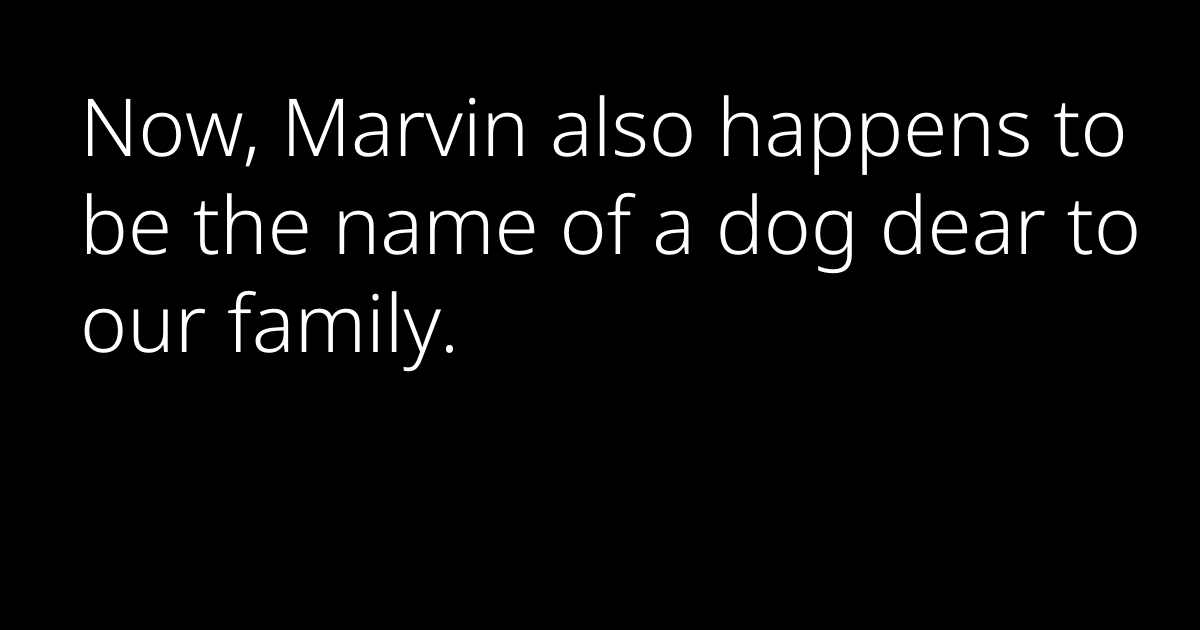 Now, Marvin also happens to
be the name of a dog dear to
our family.